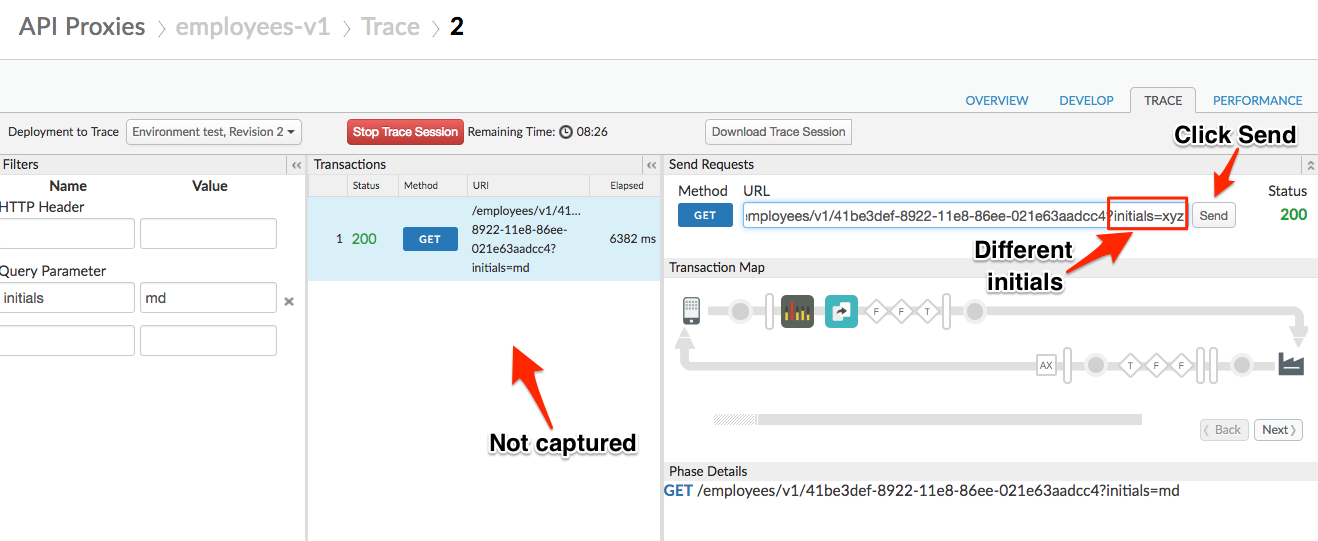 API Proxies > employees-v1 > Trace > 2
OVERVIEW DEVELOP TRACE PERFORMANCE
Deployment to Trace Environment test, Revision 2 Stop Trace Session Remaining Time: 08:26 Download Trace Session
Click Send
Filters
Name Value
HTTP Header
Query Parameter
initials md ×
Transactions
Status Method URI Elapsed
1 200 GET /employees/v1/41... 6382 ms
8922-11e8-86ee-
021e63aadcc4?
initials=md
Not captured
Send Requests
Method URL Status
GET employees/v1/41be3def-8922-11e8-86ee-021e63aadcc4?initials=xyz Send 200
Different
initials
Transaction Map
F F T
AX T F F
Back Next
Phase Details
GET /employees/v1/41be3def-8922-11e8-86ee-021e63aadcc4?initials=md